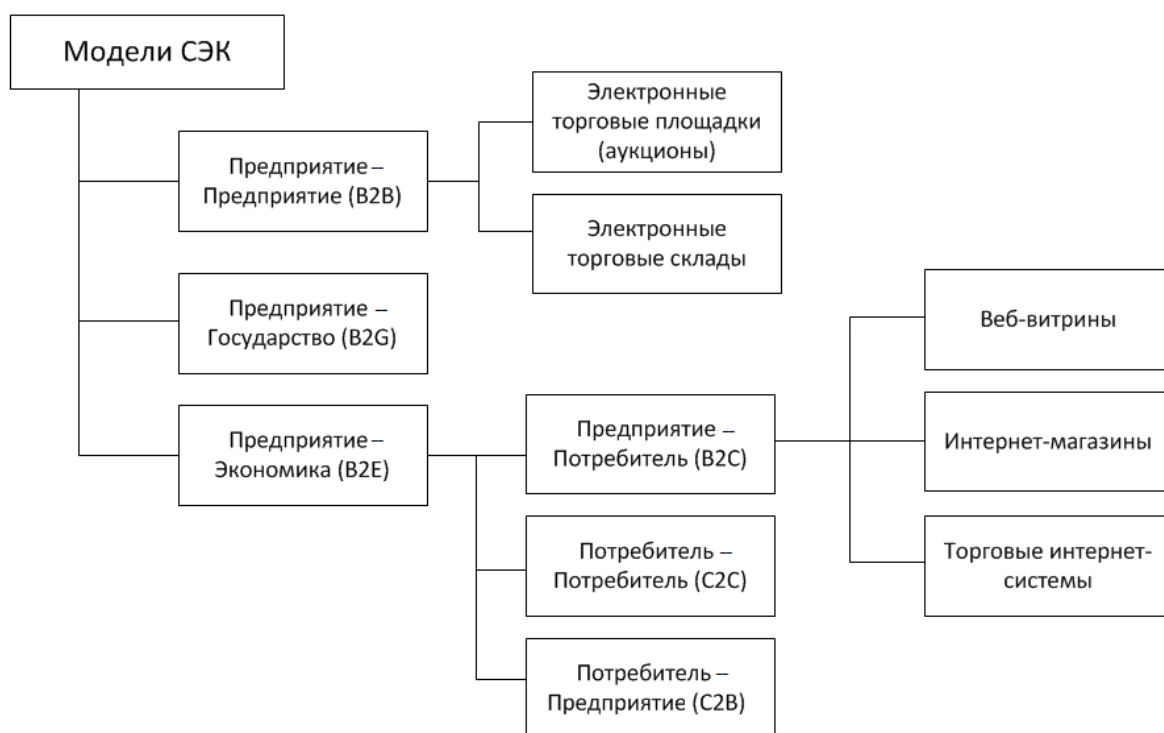 Модели СЭК
Предприятие –
Предприятие (B2B)
Электронные
торговые площадки
(аукционы)
Электронные
торговые склады
Предприятие –
Государство (B2G)
Предприятие –
Экономика (B2E)
Предприятие –
Потребитель (B2C)
Веб-витрины
Интернет-магазины
Торговые интернет-
системы
Потребитель –
Потребитель (C2C)
Потребитель –
Предприятие (C2B)